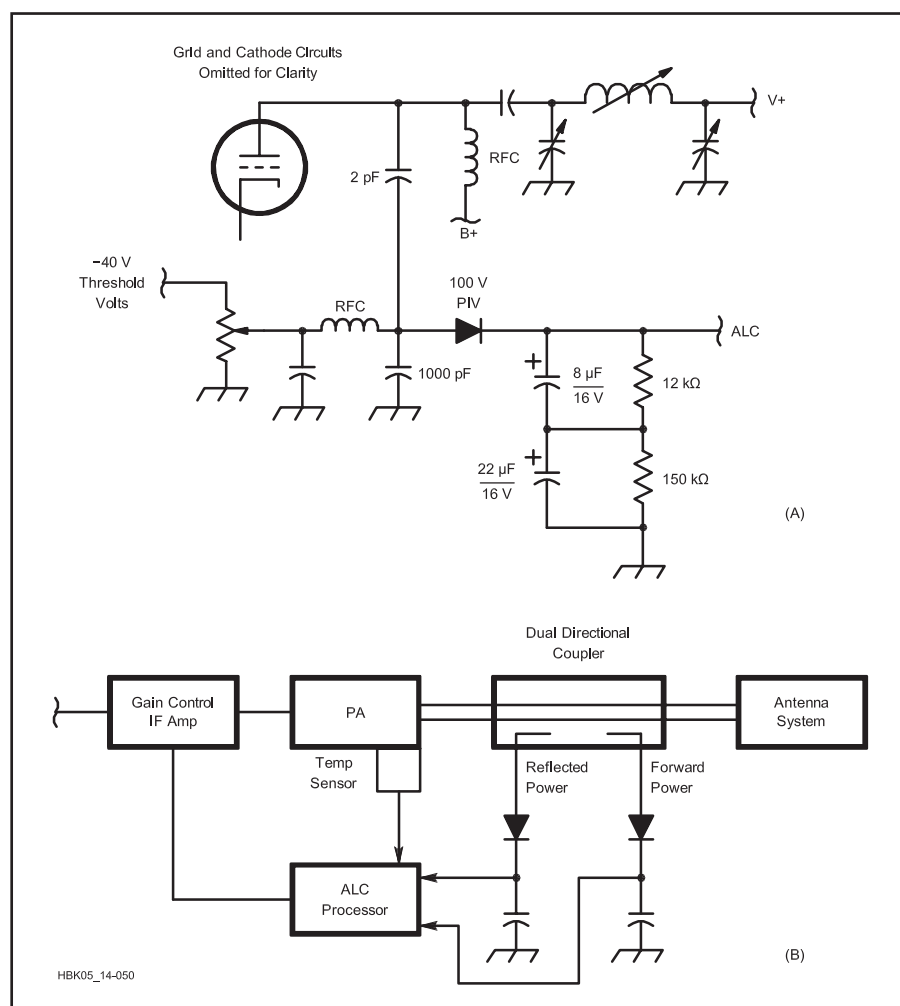 Grid and Cathode Circuits
Omitted for Clarity
V+
2 pF
RFC
B+
−40 V
Threshold
Volts
RFC
100 V
PIV
ALC
1000 pF
+
8 µF
16 V
12 kΩ
+
22 µF
16 V
150 kΩ
(A)
Dual Directional
Coupler
Gain Control
IF Amp
PA
Antenna
System
Temp
Sensor
Reflected
Power
Forward
Power
ALC
Processor
HBK05_14-050
(B)